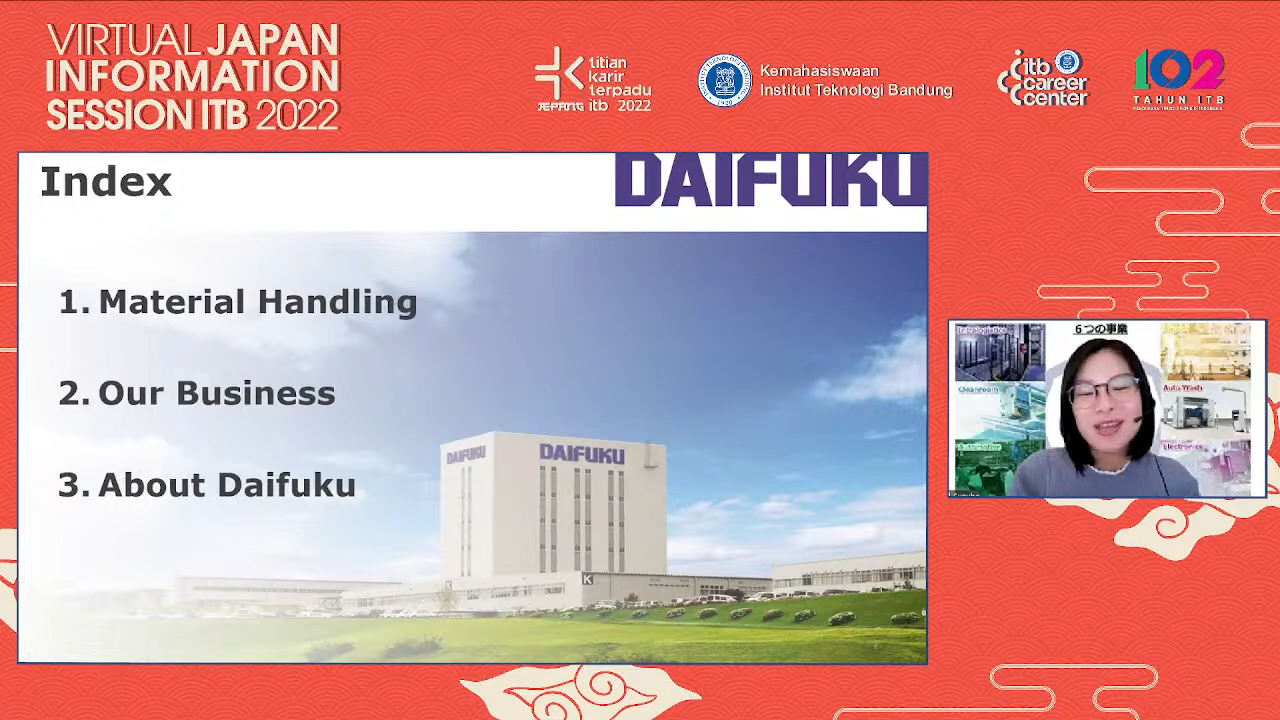 VIRTUAL JAPAN
INFORMATION
SESSION ITB 2022
titian
karir
terpadu
JEPANG itb 2022
Kemahasiswaan
Institut Teknologi Bandung
itb
career
center
102
TAHUN ITB
Index
DAIFUKU
1. Material Handling
2. Our Business
3. About Daifuku
DAIFUKU
DAIFUKU
K
6つの事業
Intralogistics
Cleanroom
Auto Wash
Automotive
Electronics